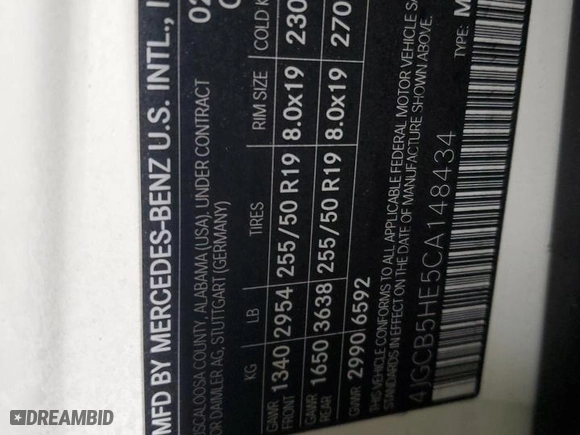 MFD BY MERCEDES-BENZ U.S. INTL., I
OSCALOOSA COUNTY, ALABAMA (USA). UNDER CONTRACT 02
OR DAIMLER AG, STUTTGART (GERMANY)
KG LB TIRES RIM SIZE COLD K
GAWR FRONT 1340 2954 255/50 R19 8.0x19 230
GAWR REAR 1650 3638 255/50 R19 8.0x19 270
GVWR 2990 6592
THIS VEHICLE CONFORMS TO ALL APPLICABLE FEDERAL MOTOR VEHICLE SA
STANDARDS IN EFFECT ON THE DATE OF MANUFACTURE SHOWN ABOVE.
4JGCB5HE5CA148434 TYPE: M
DREAMBID